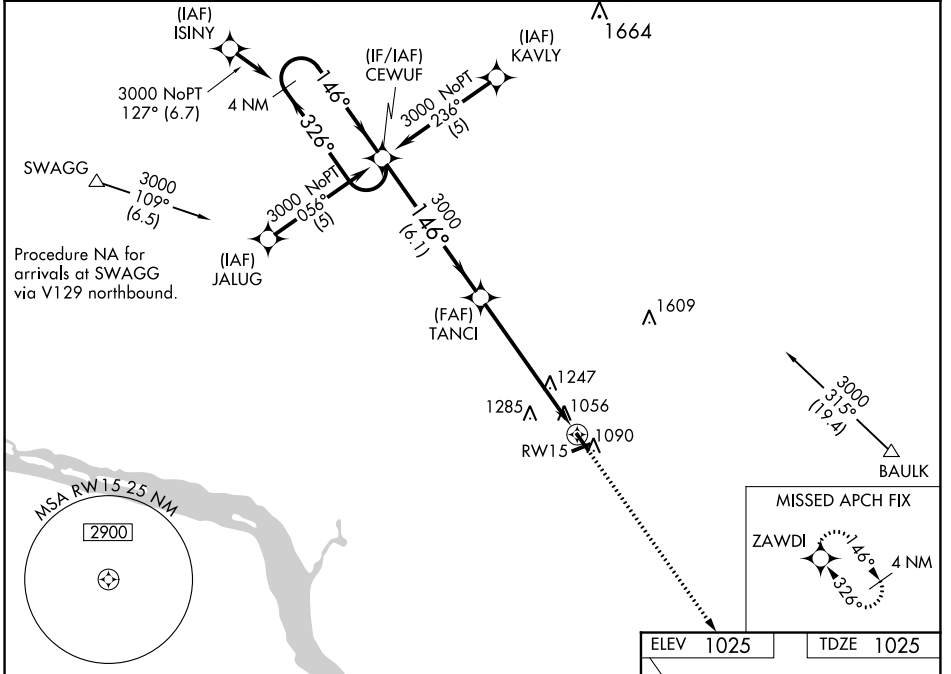 (IAF)
ISINY
1664
(IF/IAF)
CEWUF
(IAF)
KAVLY
3000 NoPT
127° (6.7)
4 NM
146°
326°
3000 NoPT
236°
(5)
SWAGG
3000
109°
(6.5)
3000 NoPT
056°
(5)
3000
146°
(6.1)
(IAF)
JALUG
Procedure NA for
arrivals at SWAGG
via V129 northbound.
(FAF)
TANCI
1609
1247
1285
1056
1090
RW15
3000
315°
(19.4)
BAULK
MSA RW15 25 NM
2900
MISSED APCH FIX
ZAWDI
146°
4 NM
326°
ELEV 1025
TDZE 1025